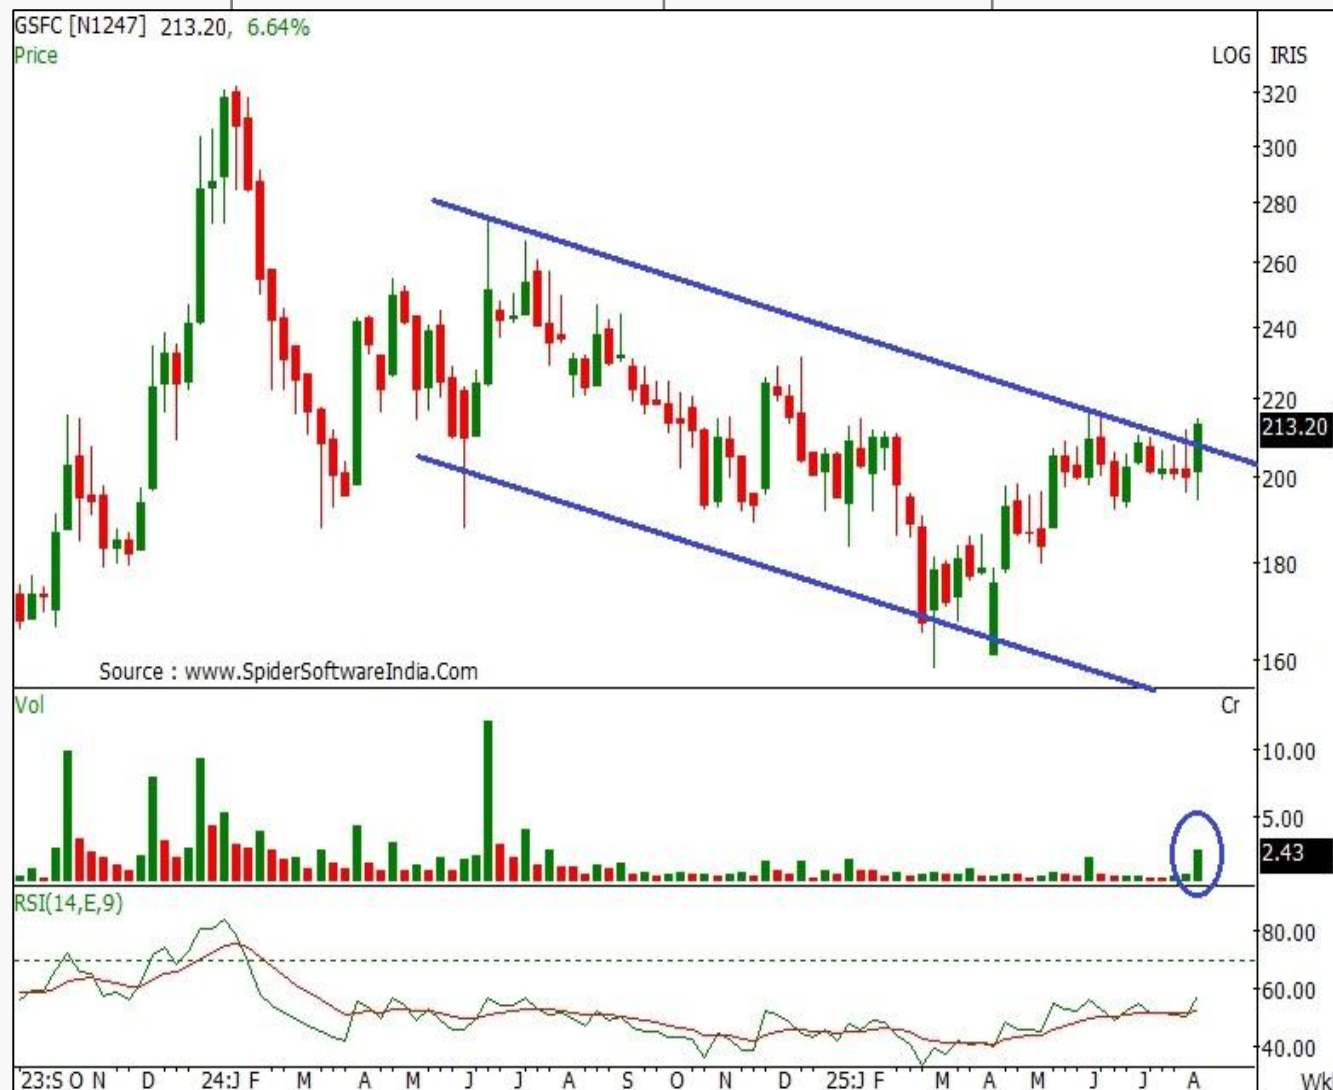 GSFC [N1247] 213.20, 6.64%
Price
LOG IRIS
320
300
280
260
240
220
213.20
200
180
160
Source : www.SpiderSoftwareIndia.Com
Vol
Cr
10.00
5.00
2.43
RSI(14,E,9)
80.00
60.00
40.00
23:S O N D 24:J F M A M J J A S O N D 25:J F M A M J J A Wk